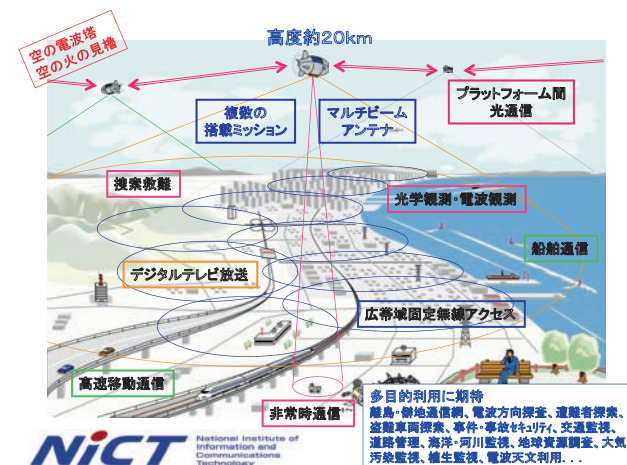 高度約20km
空の電波塔
空の火の見櫓
複数の
搭載ミッション
マルチビーム
アンテナ
プラットフォーム間
光通信
捜索救難
光学観測・電波観測
船舶通信
デジタルテレビ放送
広帯域固定無線アクセス
高速移動通信
非常時通信
多目的利用に期待
離島・僻地通信網、電波方向探査、遭難者探索、
盗難車両探索、事件・事故セキュリティ、交通監視、
道路管理、海洋・河川監視、地球資源調査、大気
汚染監視、植生監視、電波天文利用...
NiCT
National Institute of
Information and
Communications
Technology